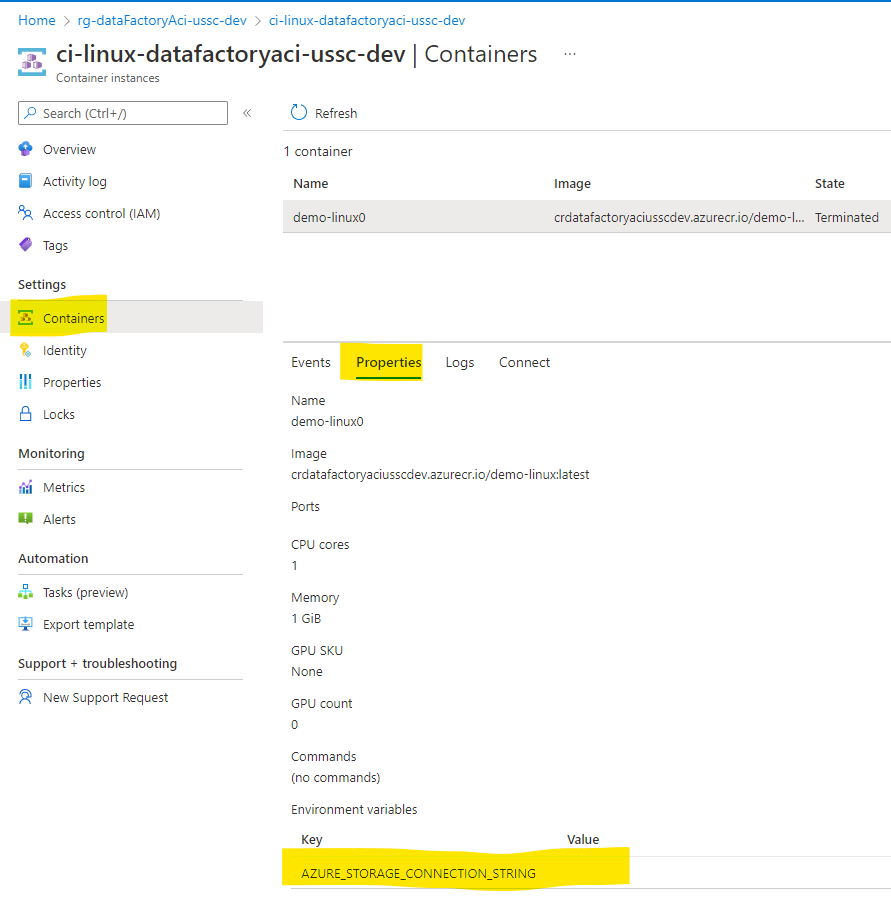 Home > rg-dataFactoryAci-ussc-dev > ci-linux-datafactoryaci-ussc-dev
ci-linux-datafactoryaci-ussc-dev | Containers ...
Container instances
Search (Ctrl+/) «
Overview
Activity log
Access control (IAM)
Tags
Settings
Containers
Identity
Properties
Locks
Monitoring
Metrics
Alerts
Automation
Tasks (preview)
Export template
Support + troubleshooting
New Support Request
Refresh
1 container
Name Image State
demo-linux0 crdatafactoryaciusscdev.azurecr.io/demo-l... Terminated
Events Properties Logs Connect
Name
demo-linux0
Image
crdatafactoryaciusscdev.azurecr.io/demo-linux:latest
Ports
CPU cores
1
Memory
1 GiB
GPU SKU
None
GPU count
0
Commands
(no commands)
Environment variables
Key Value
AZURE_STORAGE_CONNECTION_STRING